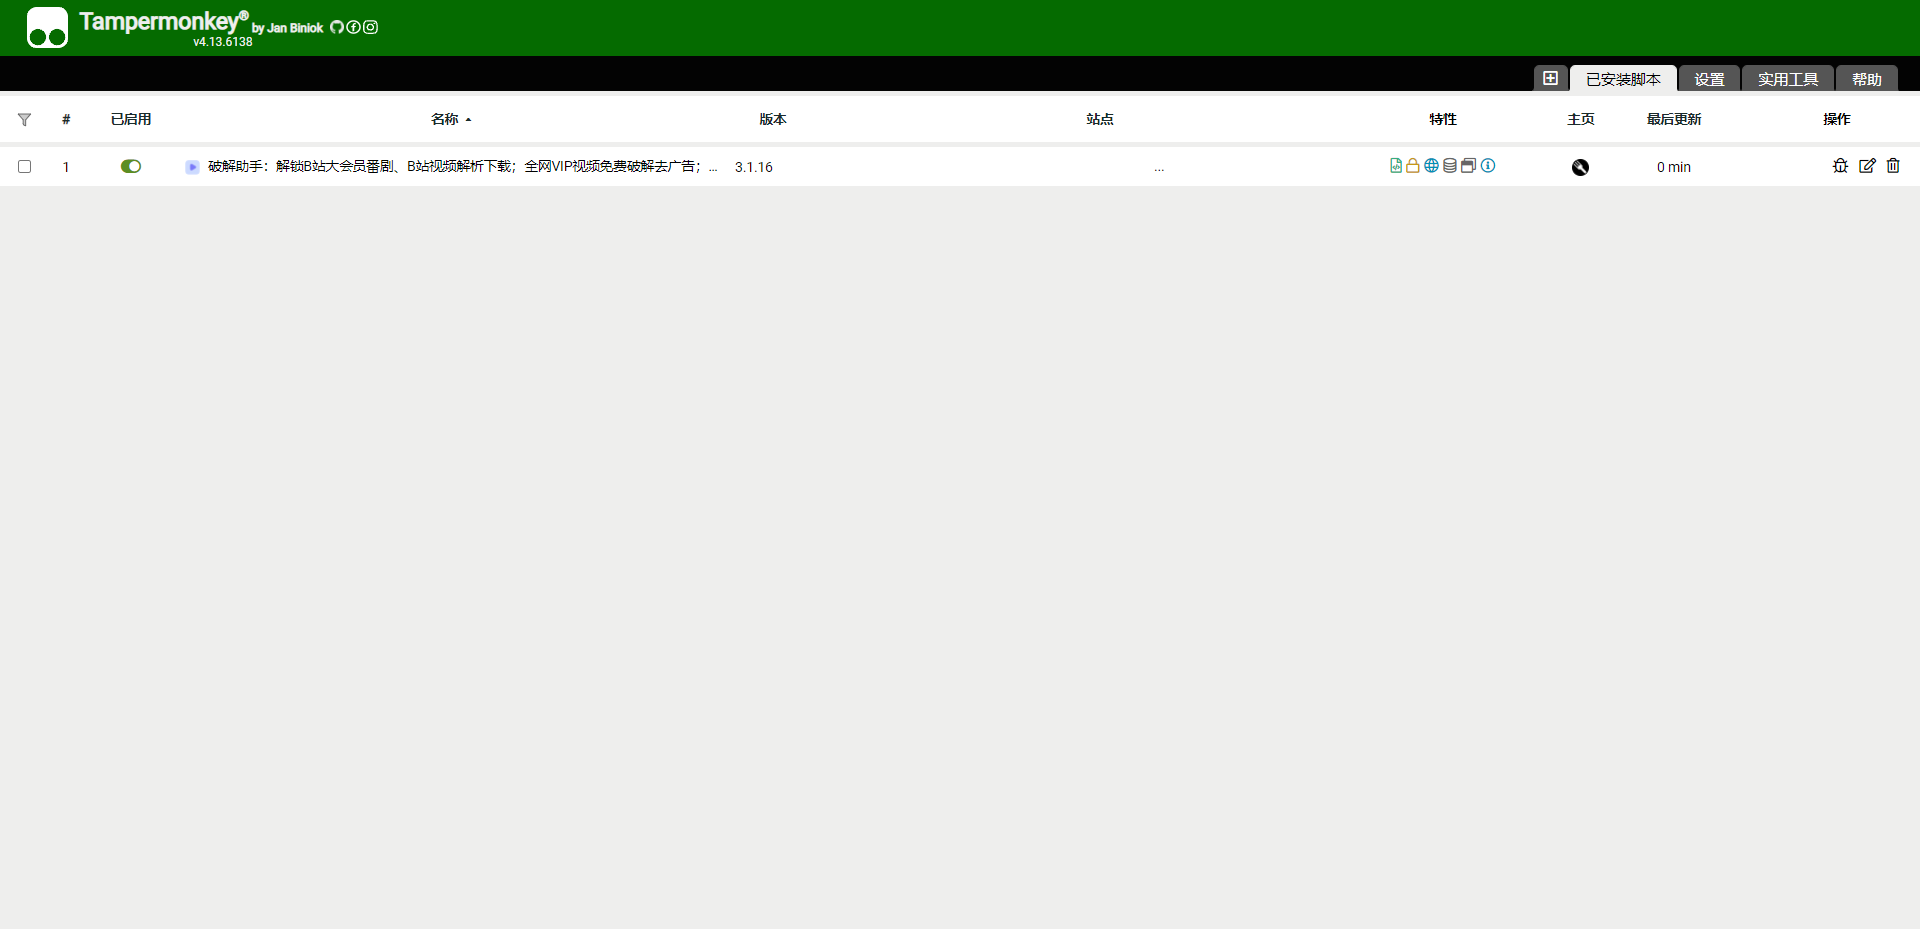 Tampermonkey® by Jan Biniok
v4.13.6138
已安装脚本 设置 实用工具 帮助
# 已启用 名称 版本 站点 特性 主页 最后更新 操作
1 破解助手：解锁B站大会员番剧、B站视频解析下载；全网VIP视频免费破解去广告；... 3.1.16 ... 0 min